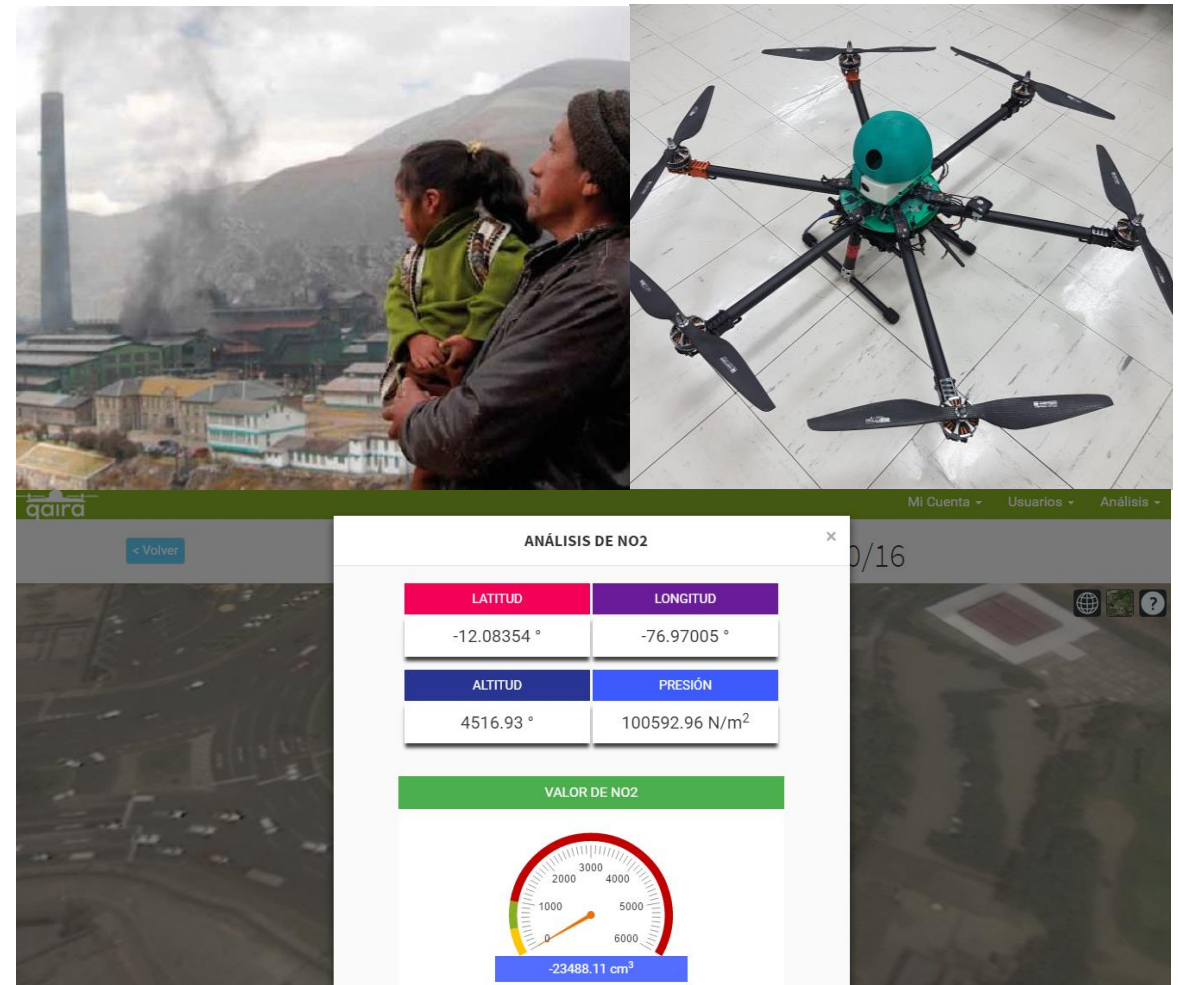 qaira
Mi Cuenta Usuarios Análisis
< Volver
ANÁLISIS DE NO2 ×
0/16
LATITUD LONGITUD
-12.08354 ° -76.97005 °
?
ALTITUD PRESIÓN
4516.93 ° 100592.96 N/m²
VALOR DE NO2
3000
2000 4000
1000 5000
0 6000
-23488.11 cm³